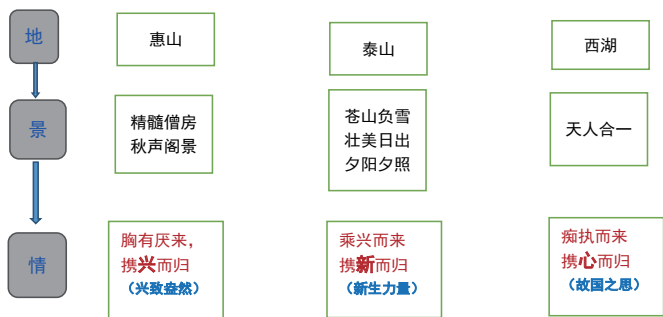 地
惠山
泰山
西湖
景
精髓僧房
秋声阁景
苍山负雪
壮美日出
夕阳夕照
天人合一
情
胸有厌来，
携兴而归
（兴致盎然）
乘兴而来
携新而归
（新生力量）
痴执而来
携心而归
（故国之思）